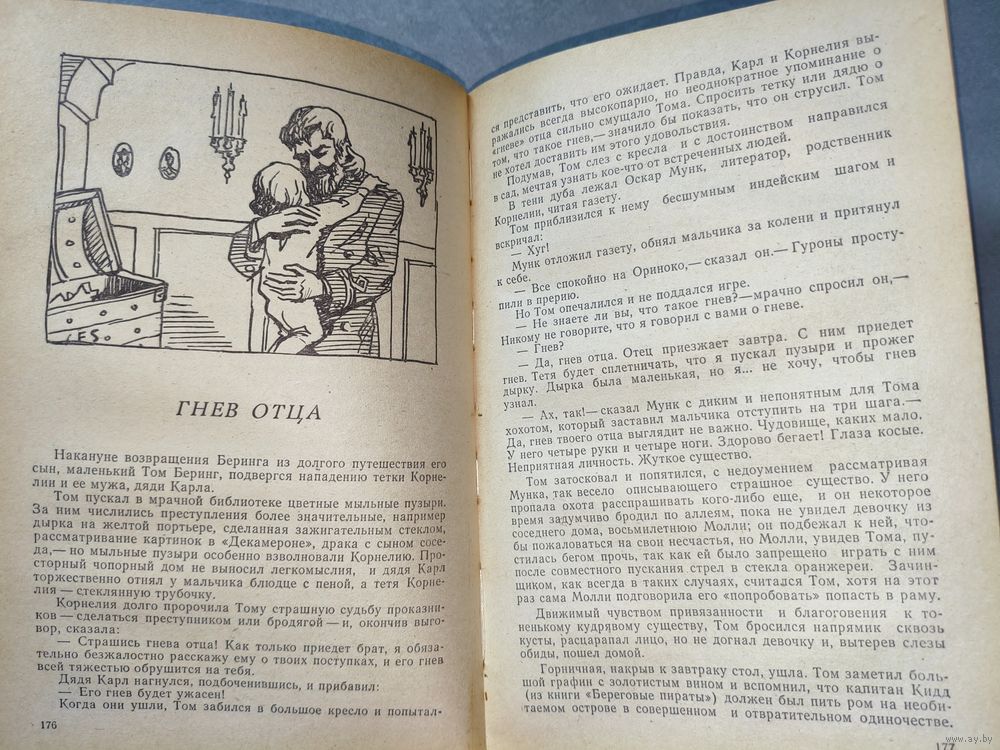 CES.
ГНЕВ ОТЦА
Накануне возвращения Беринга из долгого путешествия его
сын, маленький Том Беринг, подвергся нападению тетки Корне-
лии и ее мужа, дяди Карла.
Том пускал в мрачной библиотеке цветные мыльные пузыри.
За ним числились преступления более значительные, например
дырка на желтой портьере, сделанная зажигательным стеклом,
рассматривание картинок в «Декамероне», драка с сыном сосе-
да,— но мыльные пузыри особенно взволновали Корнелию. Про-
сторный чопорный дом не выносил легкомыслия, и дядя Карл
торжественно отнял у мальчика блюдце с пеной, а тетя Корне-
лия — стеклянную трубочку.
Корнелия долго пророчила Тому страшную судьбу проказни-
ков — сделаться преступником или бродягой — и, окончив выго-
вор, сказала:
— Страшись гнева отца! Как только приедет брат, я обяза-
тельно безжалостно расскажу ему о твоих поступках, и его гнев
всей тяжестью обрушится на тебя.
Дядя Карл нагнулся, подбоченившись, и прибавил:
— Его гнев будет ужасен!
Когда они ушли, Том забился в большое кресло и попытал-
176
ся представить, что его ожидает. Правда, Карл и Корнелия вы-
ражались всегда высокопарно, но неоднократное упоминание о
«гневе» отца сильно смущало Тома. Спросить тетку или дядю о
том, что такое гнев,— значило бы показать, что он струсил. Том
не хотел доставить им этого удовольствия.
Подумав, Том слез с кресла и с достоинством направился
в сад, мечтая узнать кое-что от встреченных людей.
В тени дуба лежал Оскар Мунк, литератор, родственник
Корнелии, читая газету.
Том приблизился к нему бесшумным индейским шагом и
вскричал:
— Хуг!
Мунк отложил газету, обнял мальчика за колени и притянул
к себе.
— Все спокойно на Ориноко,— сказал он.— Гуроны просту-
пили в прерию.
Но Том опечалился и не поддался игре.
— Не знаете ли вы, что такое гнев?—мрачно спросил он,—
Никому не говорите, что я говорил с вами о гневе.
— Гнев?
— Да, гнев отца. Отец приезжает завтра. С ним приедет
гнев. Тетя будет сплетничать, что я пускал пузыри и прожег
дырку. Дырка была маленькая, но я... не хочу, чтобы гнев
узнал.
— Ах, так!—сказал Мунк с диким и непонятным для Тома
хохотом, который заставил мальчика отступить на три шага.—
Да, гнев твоего отца выглядит не важно. Чудовище, каких мало.
У него четыре руки и четыре ноги. Здорово бегает! Глаза косые.
Неприятная личность. Жуткое существо.
Том затосковал и попятился, с недоумением рассматривая
Мунка, так весело описывающего страшное существо. У него
пропала охота расспрашивать кого-либо еще, и он некоторое
время задумчиво бродил по аллеям, пока не увидел девочку из
соседнего дома, восьмилетнюю Молли; он подбежал к ней, что-
бы пожаловаться на свои несчастья, но Молли, увидев Тома, пу-
стилась бегом прочь, так как ей было запрещено играть с ним
после совместного пускания стрел в стекла оранжереи. Зачин-
щиком, как всегда в таких случаях, считался Том, хотя на этот
раз сама Молли подговорила его «попробовать» попасть в раму.
Движимый чувством привязанности и благоговения к то-
ненькому кудрявому существу, Том бросился напрямик сквозь
кусты, расцарапал лицо, но не догнал девочку и, вытерев слезы
обиды, пошел домой.
Горничная, накрыв к завтраку стол, ушла. Том заметил боль-
шой графин с золотистым вином и вспомнил, что капитан Кидд
(из книги «Береговые пираты») должен был пить ром на необи-
таемом острове в совершенном и отвратительном одиночестве.
177
www.ay.by